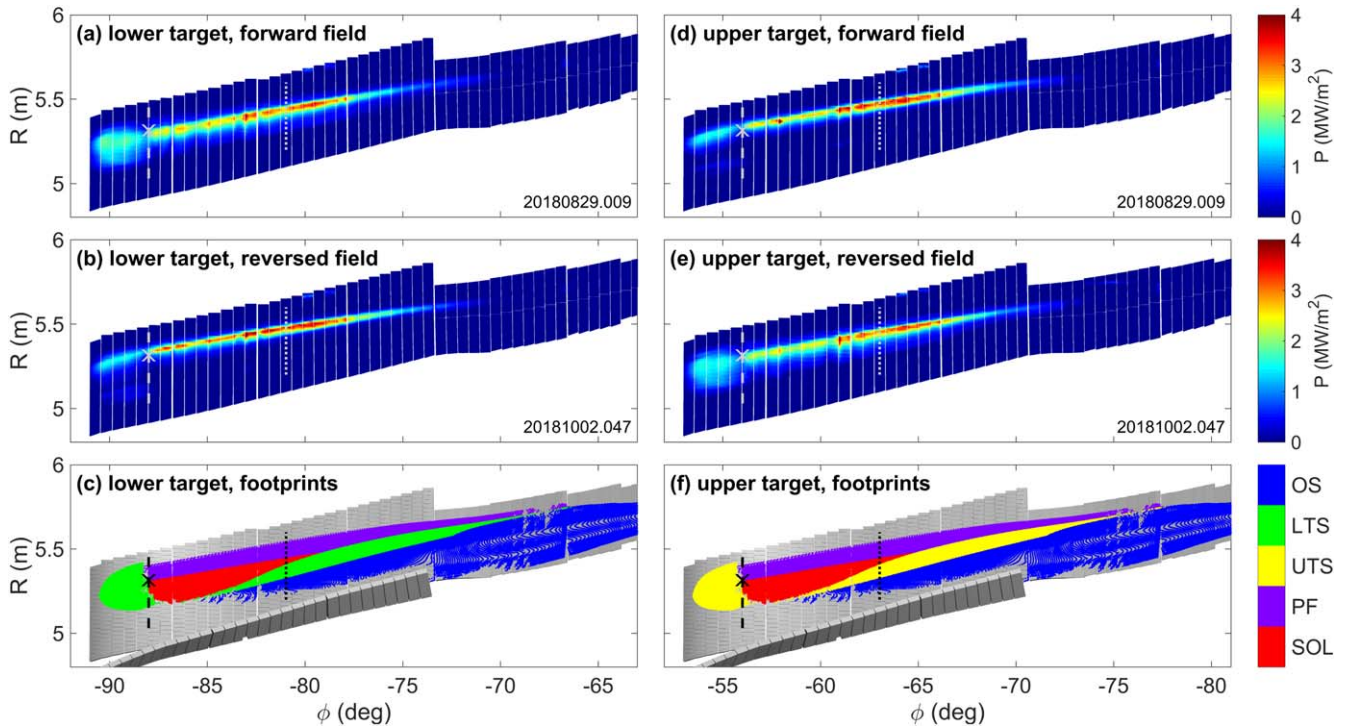 (a) lower target, forward field
(d) upper target, forward field
6
5.5
5
R (m)
20180829.009
20180829.009
4
3
2
1
0
P (MW/m²)
(b) lower target, reversed field
(e) upper target, reversed field
6
5.5
5
R (m)
20181002.047
20181002.047
4
3
2
1
0
P (MW/m²)
(c) lower target, footprints
(f) upper target, footprints
6
5.5
5
R (m)
OS
LTS
UTS
PF
SOL
-90 -85 -80 -75 -70 -65
-55 -60 -65 -70 -75 -80
ϕ (deg)
ϕ (deg)